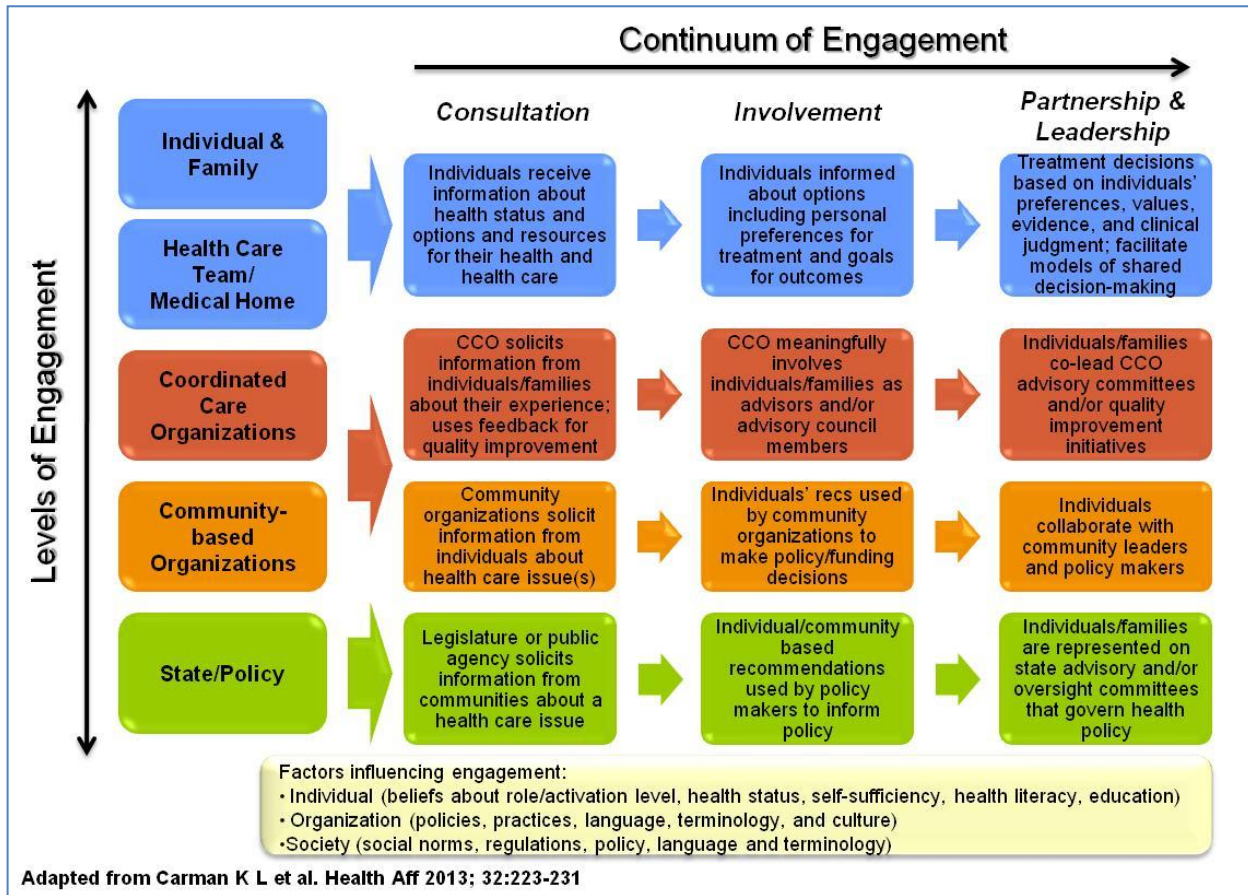 Continuum of Engagement
Levels of Engagement
Consultation
Involvement
Partnership &
Leadership
Individual &
Family
Health Care
Team/
Medical Home
Individuals receive
information about
health status and
options and resources
for their health and
health care
Individuals informed
about options
including personal
preferences for
treatment and goals
for outcomes
Treatment decisions
based on individuals'
preferences, values,
evidence, and clinical
judgment; facilitate
models of shared
decision-making
Coordinated
Care
Organizations
CCO solicits
information from
individuals/families
about their experience;
uses feedback for
quality improvement
CCO meaningfully
involves
individuals/families as
advisors and/or
advisory council
members
Individuals/families
co-lead CCO
advisory committees
and/or quality
improvement
initiatives
Community-
based
Organizations
Community
organizations solicit
information from
individuals about
health care issue(s)
Individuals' recs used
by community
organizations to
make policy/funding
decisions
Individuals
collaborate with
community leaders
and policy makers
State/Policy
Legislature or public
agency solicits
information from
communities about a
health care issue
Individual/community
based
recommendations
used by policy
makers to inform
policy
Individuals/families
are represented on
state advisory and/or
oversight committees
that govern health
policy
Factors influencing engagement:
• Individual (beliefs about role/activation level, health status, self-sufficiency, health literacy, education)
• Organization (policies, practices, language, terminology, and culture)
•Society (social norms, regulations, policy, language and terminology)
Adapted from Carman K L et al. Health Aff 2013; 32:223-231